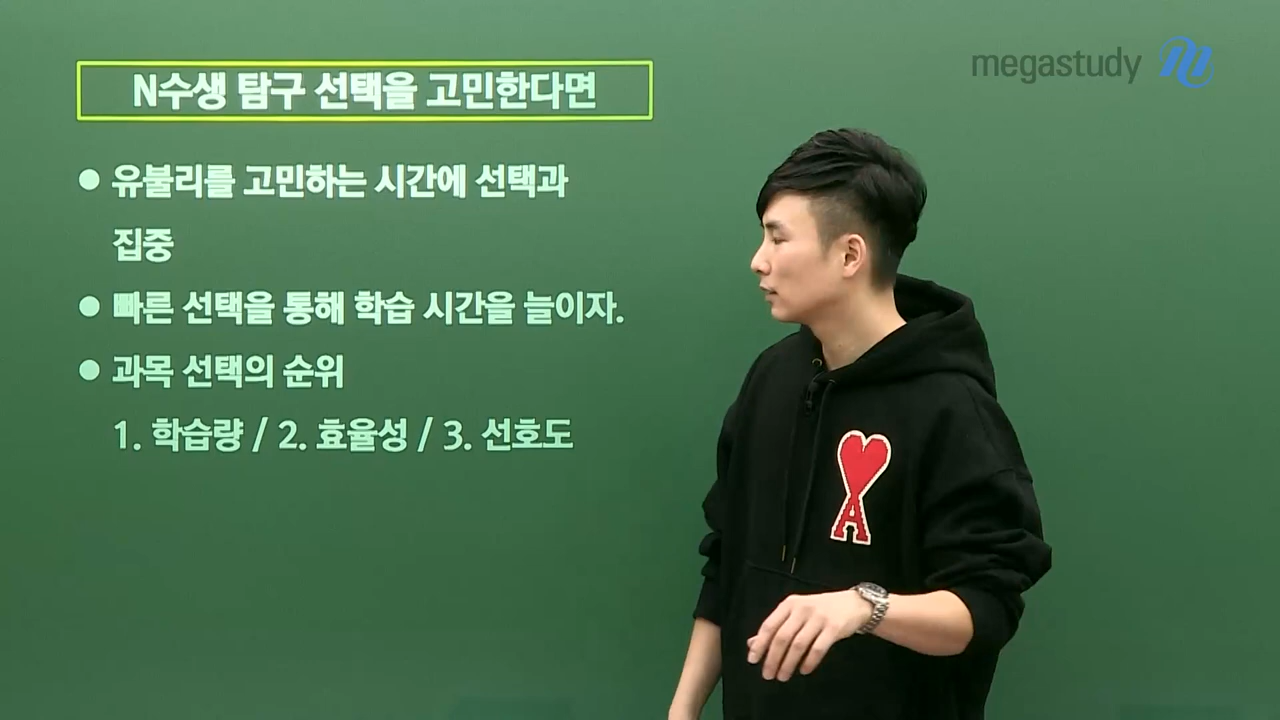 N수생 탐구 선택을 고민한다면
megastudy
● 유불리를 고민하는 시간에 선택과
집중
● 빠른 선택을 통해 학습 시간을 늘이자.
● 과목 선택의 순위
1. 학습량 / 2. 효율성 / 3. 선호도
A